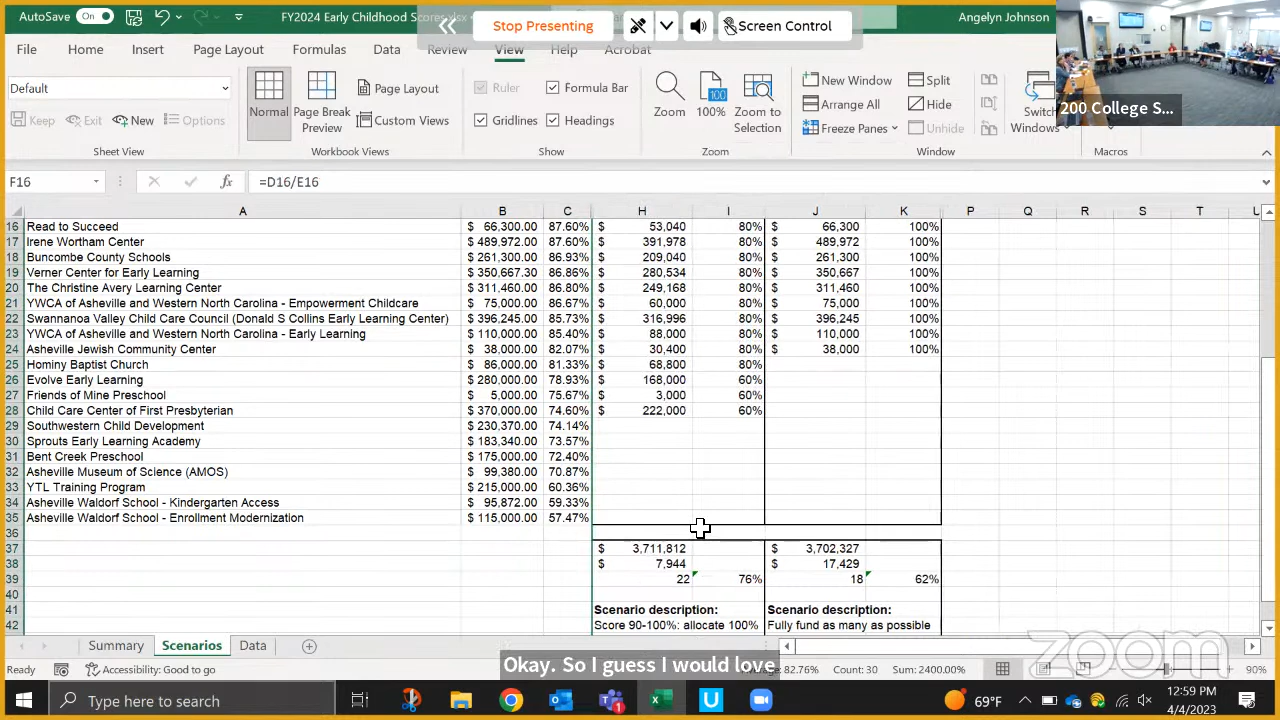 AutoSave On FY2024 Early Childhood Scores.xlsx Angelyn Johnson
Stop Presenting Screen Control
File Home Insert Page Layout Formulas Data Review View Help Acrobat
Default
Keep Exit New Options
Normal Page Break Preview Page Layout Custom Views
Ruler Formula Bar
Gridlines Headings
Zoom 100 100% Zoom to Selection
New Window Arrange All Freeze Panes
Split Hide Unhide
Switch Windows
200 College S...
Sheet View Workbook Views Show Zoom Window Macros
F16 fx =D16/E16
A B C H I J K P Q R S T U
16 Read to Succeed $ 66,300.00 87.60% $ 53,040 80% $ 66,300 100%
17 Irene Wortham Center $ 489,972.00 87.60% $ 391,978 80% $ 489,972 100%
18 Buncombe County Schools $ 261,300.00 86.93% $ 209,040 80% $ 261,300 100%
19 Verner Center for Early Learning $ 350,667.30 86.86% $ 280,534 80% $ 350,667 100%
20 The Christine Avery Learning Center $ 311,460.00 86.80% $ 249,168 80% $ 311,460 100%
21 YWCA of Asheville and Western North Carolina - Empowerment Childcare $ 75,000.00 86.67% $ 60,000 80% $ 75,000 100%
22 Swannanoa Valley Child Care Council (Donald S Collins Early Learning Center) $ 396,245.00 85.73% $ 316,996 80% $ 396,245 100%
23 YWCA of Asheville and Western North Carolina - Early Learning $ 110,000.00 85.40% $ 88,000 80% $ 110,000 100%
24 Asheville Jewish Community Center $ 38,000.00 82.07% $ 30,400 80% $ 38,000 100%
25 Hominy Baptist Church $ 86,000.00 81.33% $ 68,800 80%
26 Evolve Early Learning $ 280,000.00 78.93% $ 168,000 60%
27 Friends of Mine Preschool $ 5,000.00 75.67% $ 3,000 60%
28 Child Care Center of First Presbyterian $ 370,000.00 74.60% $ 222,000 60%
29 Southwestern Child Development $ 230,370.00 74.14%
30 Sprouts Early Learning Academy $ 183,340.00 73.57%
31 Bent Creek Preschool $ 175,000.00 72.40%
32 Asheville Museum of Science (AMOS) $ 99,380.00 70.87%
33 YTL Training Program $ 215,000.00 60.36%
34 Asheville Waldorf School - Kindergarten Access $ 95,872.00 59.33%
35 Asheville Waldorf School - Enrollment Modernization $ 115,000.00 57.47%
36
37 $ 3,711,812 $ 3,702,327
38 $ 7,944 $ 17,429
39 22 76% 18 62%
40
41 Scenario description: Scenario description:
42 Score 90-100%: allocate 100% Fully fund as many as possible
Summary Scenarios Data
zoom
Ready Accessibility: Good to go Count: 30 Sum: 2400.00% 90%
Okay. So I guess I would love
Type here to search 69°F 12:59 PM
4/4/2023